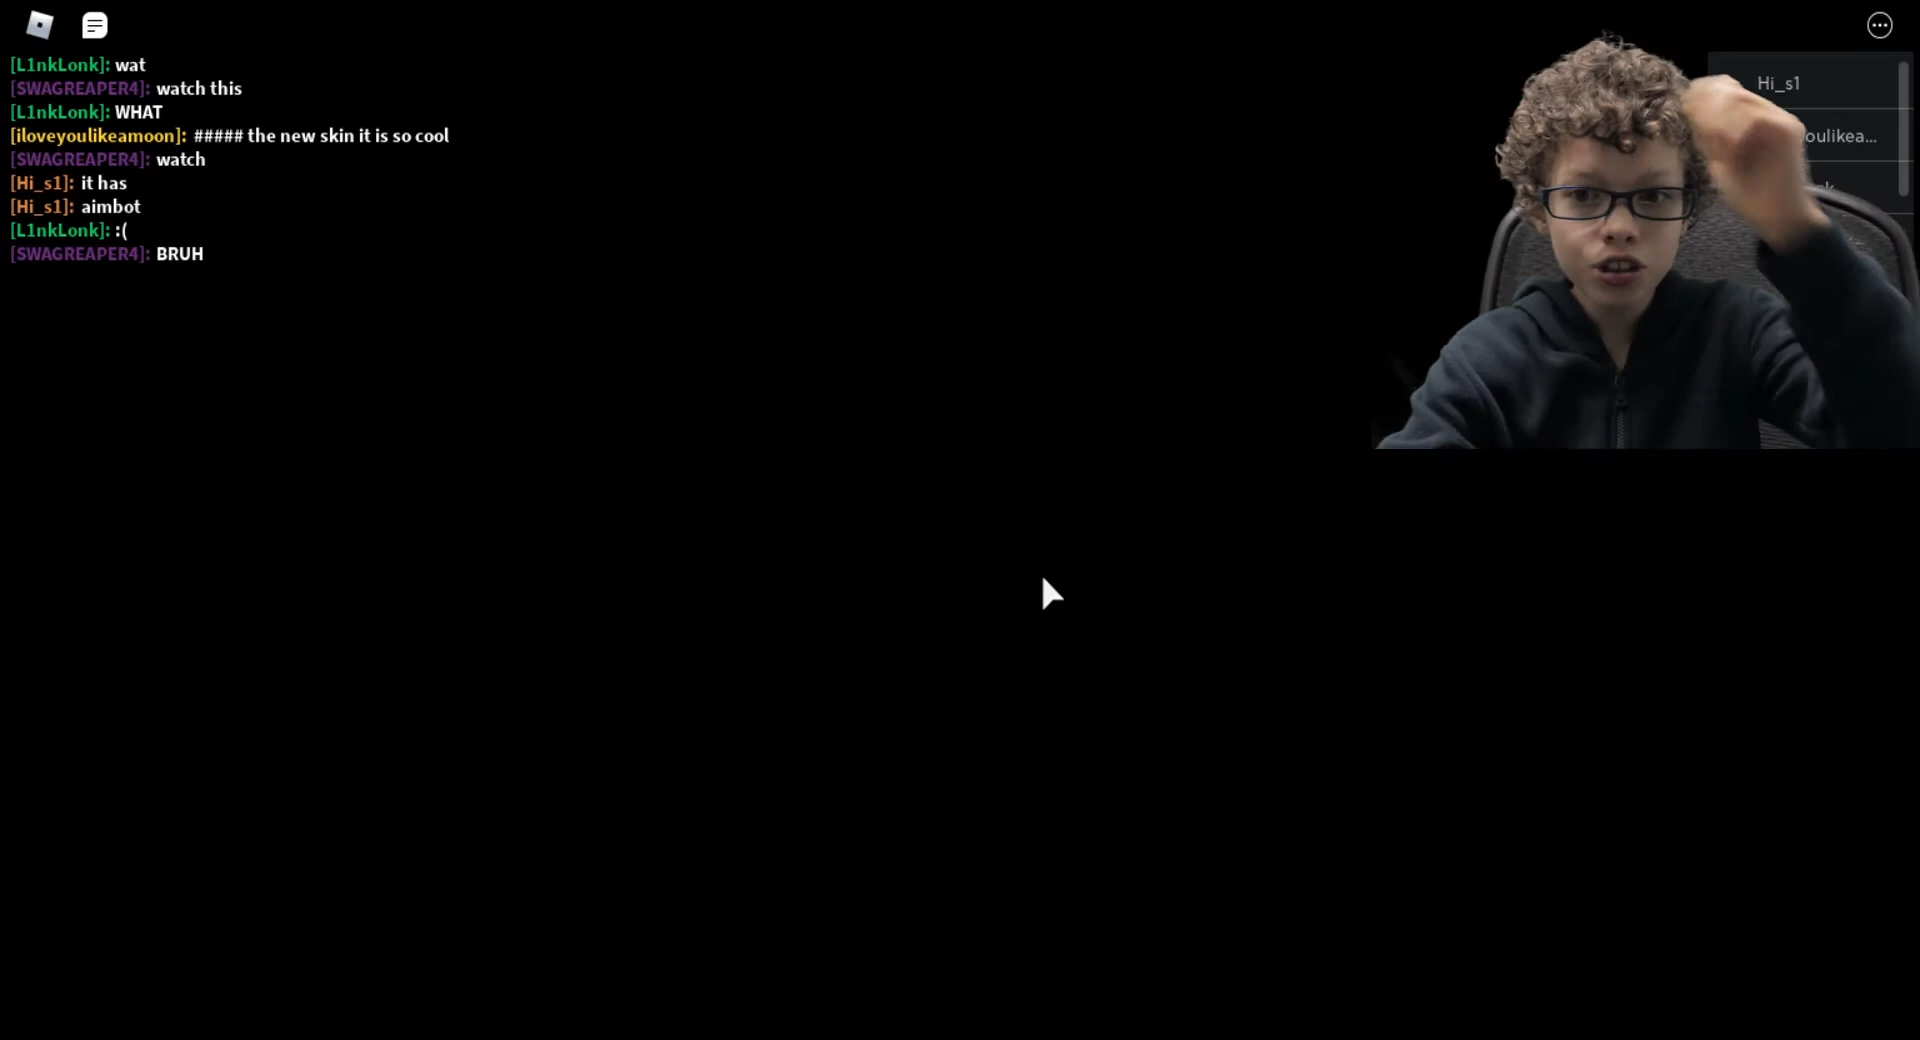 [L1nkLonk]: wat
[SWAGREAPER4]: watch this
[L1nkLonk]: WHAT
[iloveyoulikeamoon]: ##### the new skin it is so cool
[SWAGREAPER4]: watch
[Hi_s1]: it has
[Hi_s1]: aimbot
[L1nkLonk]: :(
[SWAGREAPER4]: BRUH
Hi_s1
oulikea...